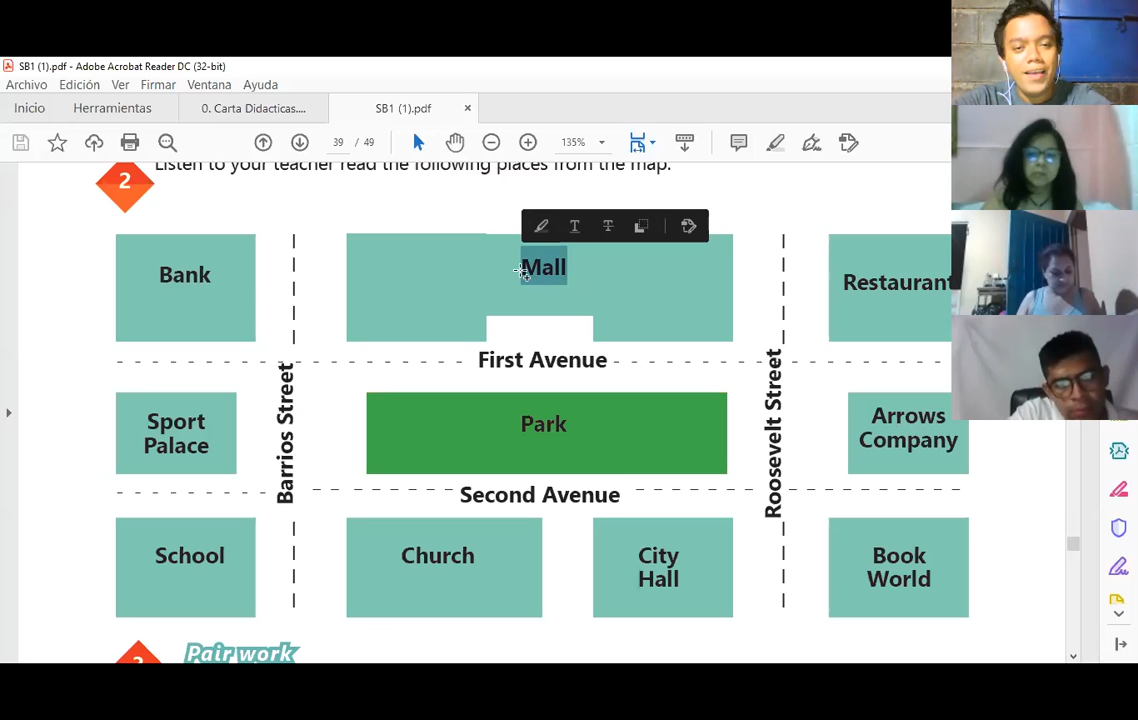 SB1 (1).pdf - Adobe Acrobat Reader DC (32-bit)
Archivo Edición Ver Firmar Ventana Ayuda
Inicio Herramientas 0. Carta Didacticas.... SB1 (1).pdf ×
39 / 49 135%
2 Listen to your teacher read the following places from the map.
Bank Mall Restaurant
First Avenue
Barrios Street
Roosevelt Street
Sport
Palace
Park
Arrows
Company
Second Avenue
School Church
City
Hall
Book
World
Pair work